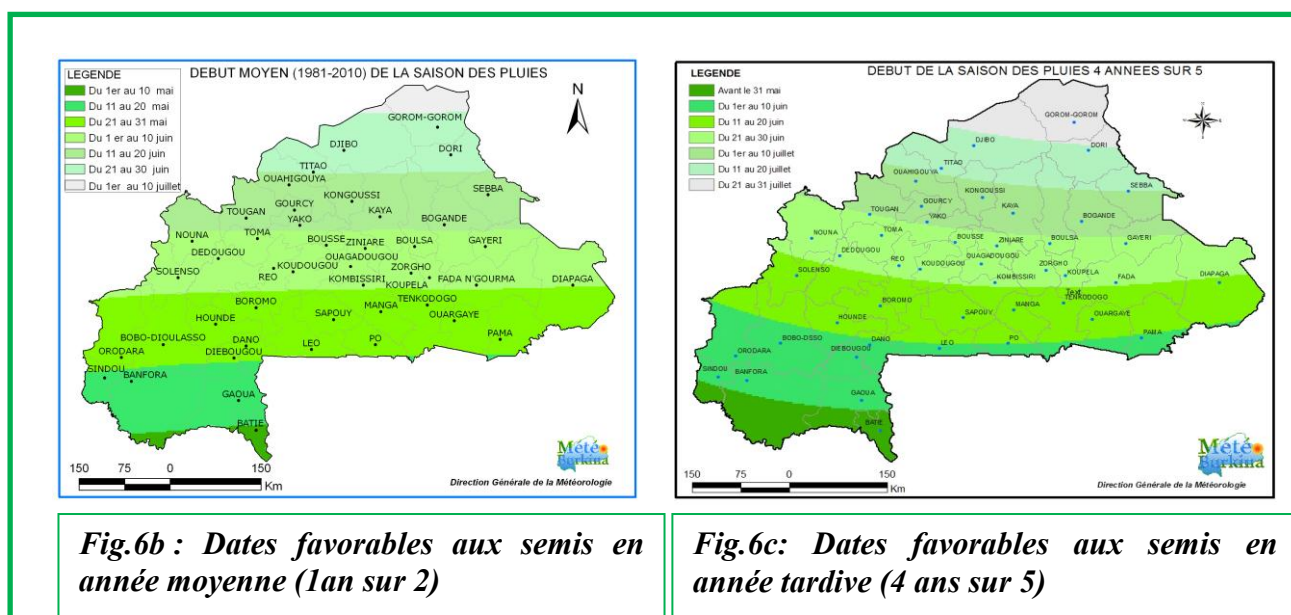 DEBUT MOYEN (1981-2010) DE LA SAISON DES PLUIES
LEGENDE
Du 1er au 10 mai
Du 11 au 20 mai
Du 21 au 31 mai
Du 1 er au 10 juin
Du 11 au 20 juin
Du 21 au 30 juin
Du 1er au 10 juillet
N
GOROM-GOROM
DJIBO
DORI
TITAO
OUAHIGOUYA
SEBBA
KONGOUSSI
GOURCY
KAYA
TOUGAN
YAKO
BOGANDE
NOUNA
TOMA
BOUSSE
ZINIARE
BOULSA
GAYERI
DEDOUGOU
OUAGADOUGOU
SOLENSO
REO
KOUDOUGOU
ZORGHO
KOMBISSIRI
KOUPELA
FADA N'GOURMA
DIAPAGA
BOROMO
TENKODOGO
MANGA
HOUNDE
SAPOUY
OUARGAYE
BOBO-DIOULASSO
DANO
LEO
PO
PAMA
ORODARA
DIEBOUGOU
SINDOU
BANFORA
GAOUA
BATIE
Météo
Burkina
150 75 0 150
Km
Direction Générale de la Météorologie
DEBUT DE LA SAISON DES PLUIES 4 ANNEES SUR 5
LEGENDE
Avant le 31 mai
Du 1er au 10 juin
Du 11 au 20 juin
Du 21 au 30 juin
Du 1er au 10 juillet
Du 11 au 20 juillet
Du 21 au 31 juillet
GOROM-GOROM
DJIBO
DORI
TITAO
OUAHIGOUYA
SEBBA
KONGOUSSI
GOURCY
KAYA
TOUGAN
YAKO
BOGANDE
NOUNA
TOMA
BOUSSE
ZINIARE
BOULSA
GAYERI
DEDOUGOU
OUAGADOUGOU
REO
KOUDOUGOU
ZORGHO
SOLENSO
KOMBISSIRI
KOUPELA
FADA
DIAPAGA
Text
BOROMO
TENKODOGO
MANGA
HOUNDE
SAPOUY
OUARGAYE
BOBO-DSSO
DANO
LEO
PO
PAMA
ORODARA
DIEBOUGOU
SINDOU
BANFORA
GAOUA
BATIE
Météo
Burkina
150 75 0 150
Km
Direction Générale de la Météorologie
Fig.6b : Dates favorables aux semis en
année moyenne (1an sur 2)
Fig.6c: Dates favorables aux semis en
année tardive (4 ans sur 5)